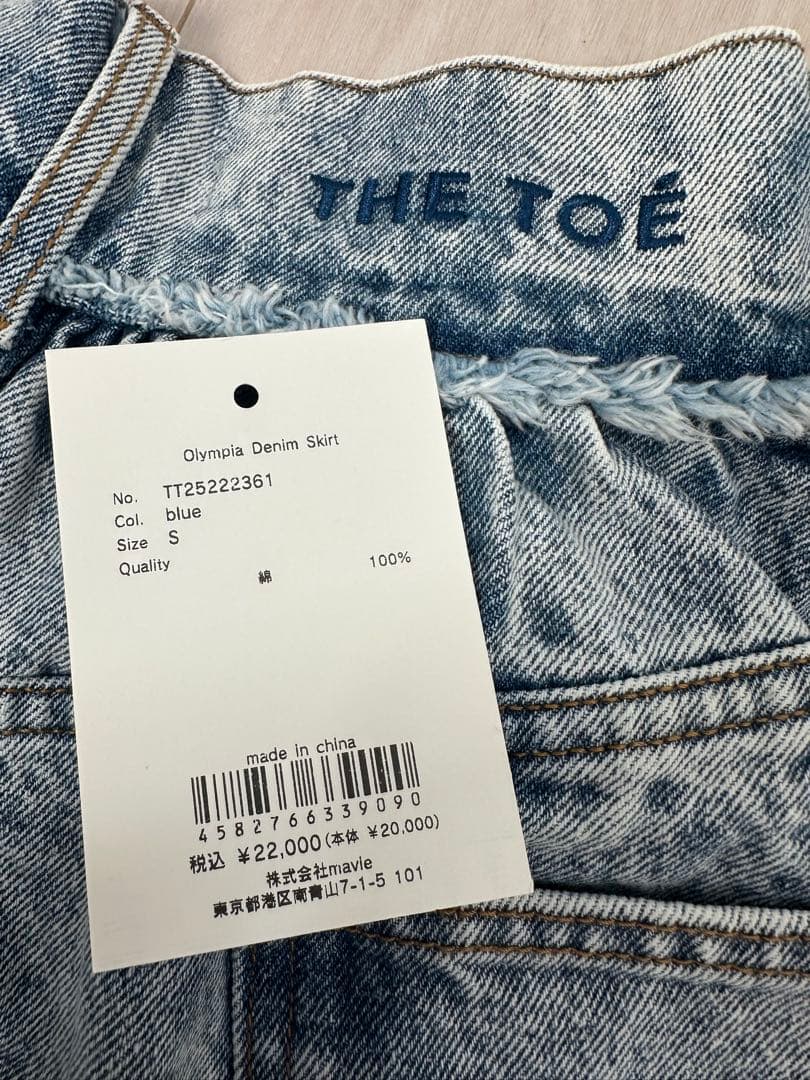 THE TOÉ
Olympia Denim Skirt
No. TT25222361
Col. blue
Size S
Quality
綿 100%
made in china
4582766339090
税込 ¥22,000(本体 ¥20,000)
株式会社mavie
東京都港区南青山7-1-5 101